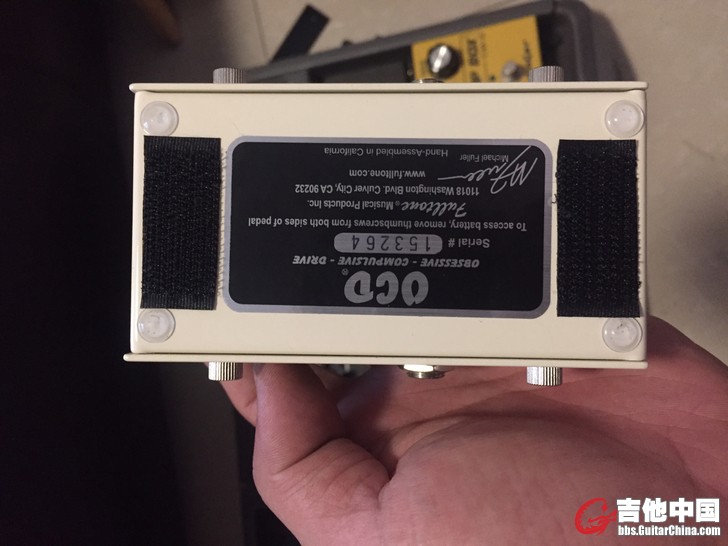 OCD®
OBSESSIVE - COMPULSIVE - DRIVE
Serial # 153264
To access battery, remove thumbscrews from both sides of pedal
Fulltone® Musical Products Inc.
11018 Washington Blvd. Culver City, CA 90232
www.fulltone.com
Michael Fuller
Hand-Assembled in California
吉他中国
bbs.GuitarChina.com